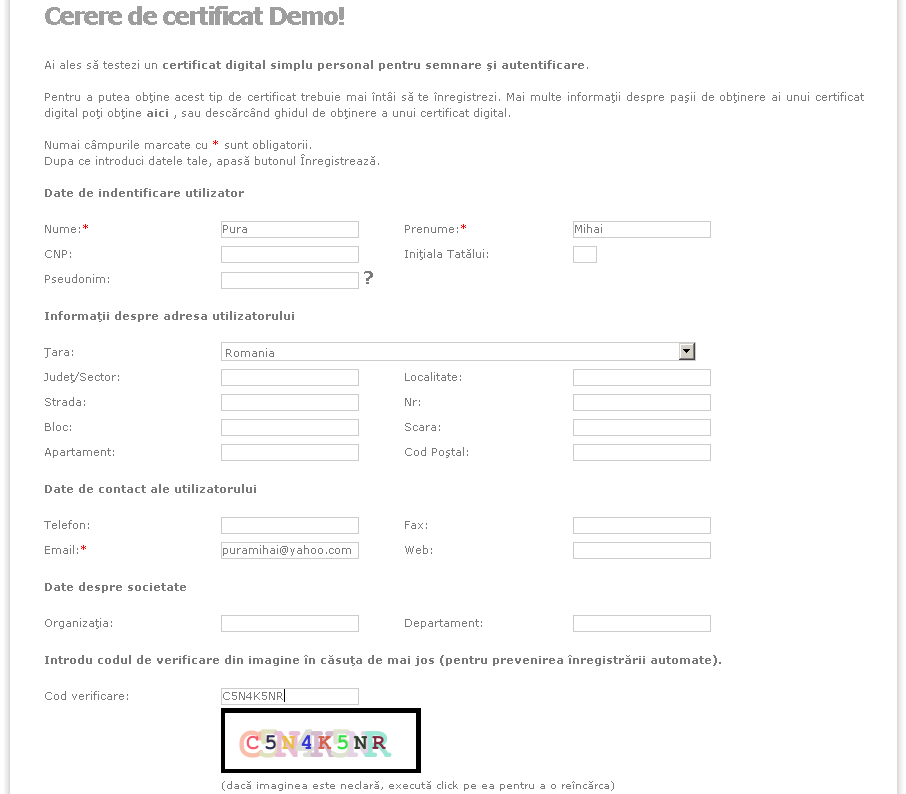 Cerere de certificat Demo!
Ai ales să testezi un certificat digital simplu personal pentru semnare şi autentificare.
Pentru a putea obţine acest tip de certificat trebuie mai întâi să te înregistrezi. Mai multe informaţii despre paşii de obţinere ai unui certificat
digital poţi obţine aici , sau descărcând ghidul de obţinere a unui certificat digital.
Numai câmpurile marcate cu * sunt obligatorii.
Dupa ce introduci datele tale, apasă butonul Înregistrează.
Date de indentificare utilizator
Nume:* Pura Prenume:* Mihai
CNP: Iniţiala Tatălui:
Pseudonim: ?
Informaţii despre adresa utilizatorului
Ţara: Romania
Judeţ/Sector: Localitate:
Strada: Nr:
Bloc: Scara:
Apartament: Cod Poştal:
Date de contact ale utilizatorului
Telefon: Fax:
Email:* puramihai@yahoo.com Web:
Date despre societate
Organizaţia: Departament:
Introdu codul de verificare din imagine în căsuţa de mai jos (pentru prevenirea înregistrării automate).
Cod verificare: C5N4K5NR
C5N4K5NR
(dacă imaginea este neclară, execută click pe ea pentru a o reîncărca)